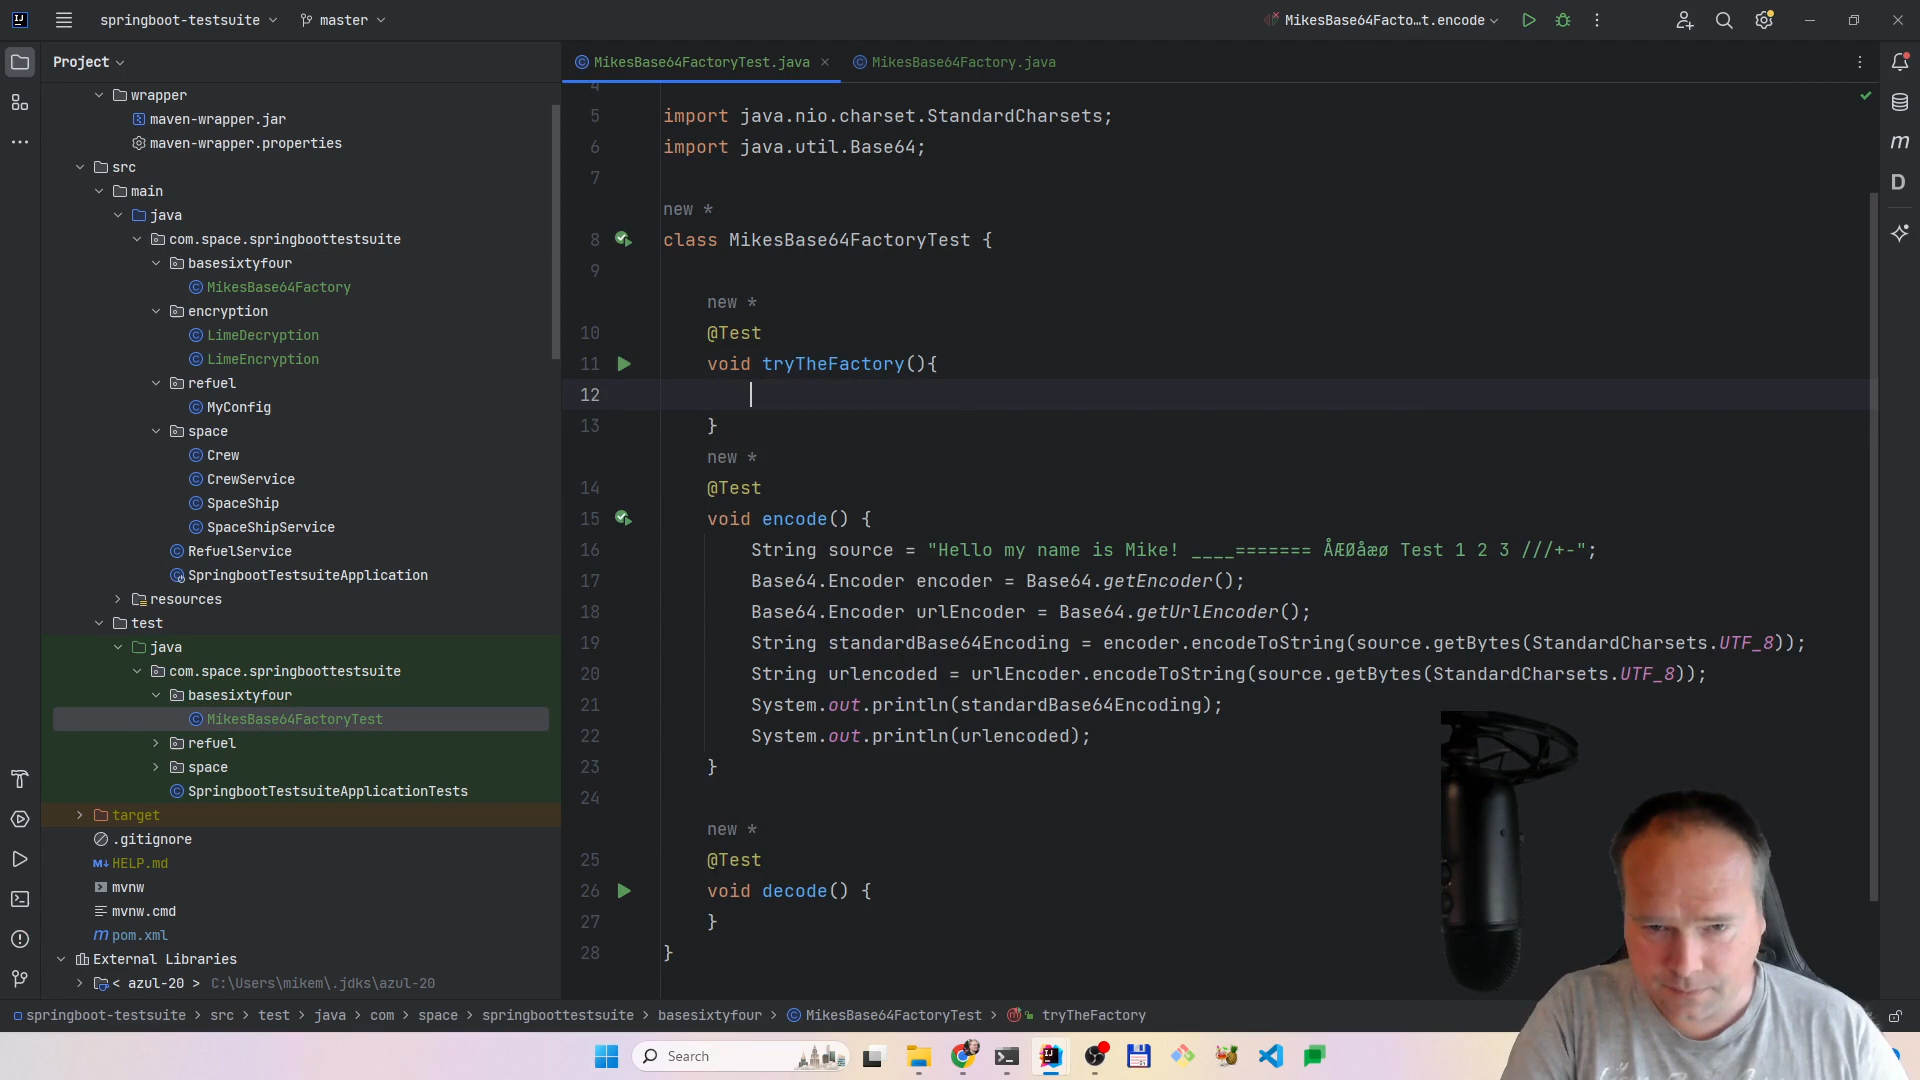 springboot-testsuite
master
MikesBase64Facto…t.encode
Project
MikesBase64FactoryTest.java
MikesBase64Factory.java
wrapper
maven-wrapper.jar
maven-wrapper.properties
src
main
java
com.space.springboottestsuite
basesixtyfour
MikesBase64Factory
encryption
LimeDecryption
LimeEncryption
refuel
MyConfig
space
Crew
CrewService
SpaceShip
SpaceShipService
RefuelService
SpringbootTestsuiteApplication
resources
test
java
com.space.springboottestsuite
basesixtyfour
MikesBase64FactoryTest
refuel
space
SpringbootTestsuiteApplicationTests
target
.gitignore
M↓ HELP.md
mvnw
mvnw.cmd
m pom.xml
External Libraries
< azul-20 > C:\Users\mikem\.jdks\azul-20
4
5 import java.nio.charset.StandardCharsets;
6 import java.util.Base64;
7
new *
8 class MikesBase64FactoryTest {
9
new *
10 @Test
11 void tryTheFactory(){
12
13 }
new *
14 @Test
15 void encode() {
16 String source = "Hello my name is Mike! ____======= ÅÆØåæø Test 1 2 3 ///+-";
17 Base64.Encoder encoder = Base64.getEncoder();
18 Base64.Encoder urlEncoder = Base64.getUrlEncoder();
19 String standardBase64Encoding = encoder.encodeToString(source.getBytes(StandardCharsets.UTF_8));
20 String urlencoded = urlEncoder.encodeToString(source.getBytes(StandardCharsets.UTF_8));
21 System.out.println(standardBase64Encoding);
22 System.out.println(urlencoded);
23 }
24
new *
25 @Test
26 void decode() {
27 }
28 }
m
D
springboot-testsuite > src > test > java > com > space > springboottestsuite > basesixtyfour > MikesBase64FactoryTest > tryTheFactory
Search